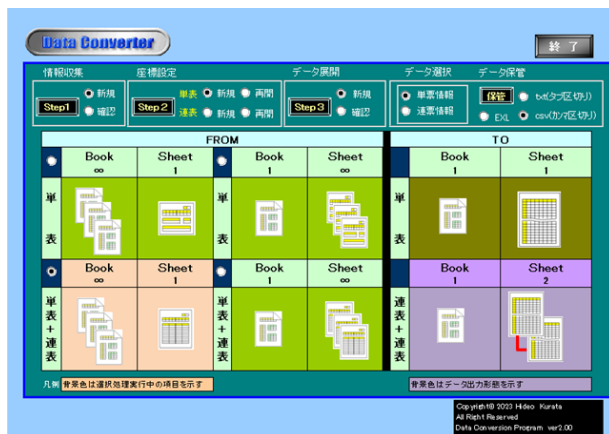 Data Converter
終 了
情報収集 座標設定 データ展開 データ選択 データ保管
Step1 新規 確認
Step2 単表 新規 再開
連表 新規 再開
Step3 新規 確認
単票情報
連票情報
保管 txt(タブ区切り)
EXL csv(カンマ区切り)
FROM TO
Book ∞ Sheet 1 Book 1 Sheet ∞ Book 1 Sheet 1
単表 単表 単表
Book ∞ Sheet 1 Book 1 Sheet ∞ Book 1 Sheet 2
単表+連表 単表+連表 連表+連表
凡例 背景色は選択処理実行中の項目を示す 背景色はデータ出力形態を示す
Copyright© 2023 Hideo Kurata
All Right Reserved
Data Conversion Program ver2.00